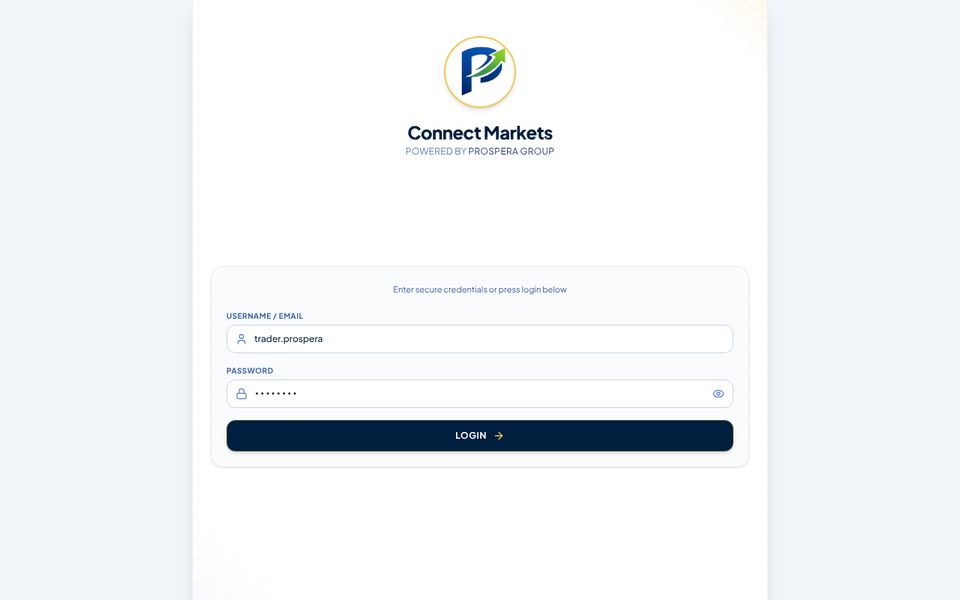 Connect Markets
POWERED BY PROSPERA GROUP
Enter secure credentials or press login below
USERNAME / EMAIL
trader.prospera
PASSWORD
••••••••
LOGIN →